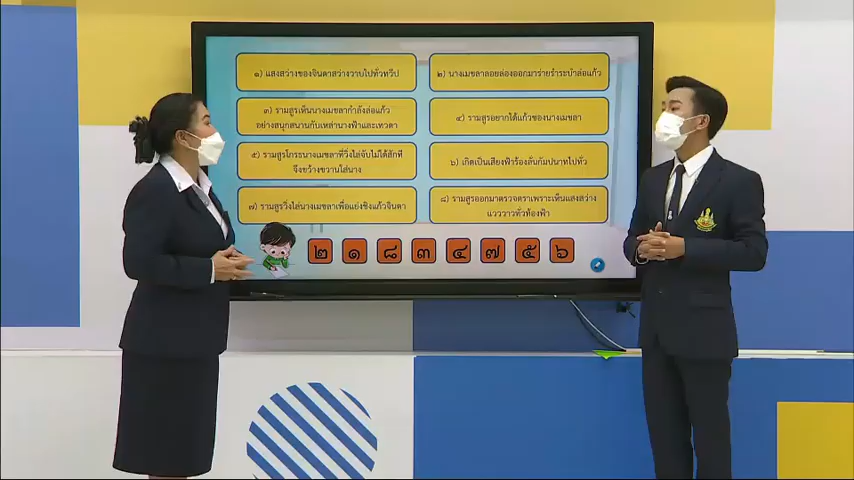 ๑) แสงสว่างของจินดาสว่างวาบไปทั่วทวีป
๒) นางเมขลาลอยล่องออกมาร่ายรำระบำล่อแก้ว
๓) รามสูรเห็นนางเมขลากำลังล่อแก้ว
อย่างสนุกสนานกับเหล่านางฟ้าและเทวดา
๔) รามสูรอยากได้แก้วของนางเมขลา
๕) รามสูรโกรธนางเมขลาที่วิ่งไล่จับไม่ได้สักที
จึงขว้างขวานใส่นาง
๖) เกิดเป็นเสียงฟ้าร้องลั่นกัมปนาทไปทั่ว
๗) รามสูรวิ่งไล่นางเมขลาเพื่อแย่งชิงแก้วจินดา
๘) รามสูรออกมาตรวจตราเพราะเห็นแสงสว่าง
แวววาวทั่วท้องฟ้า
๒ ๑ ๘ ๓ ๔ ๗ ๕ ๖